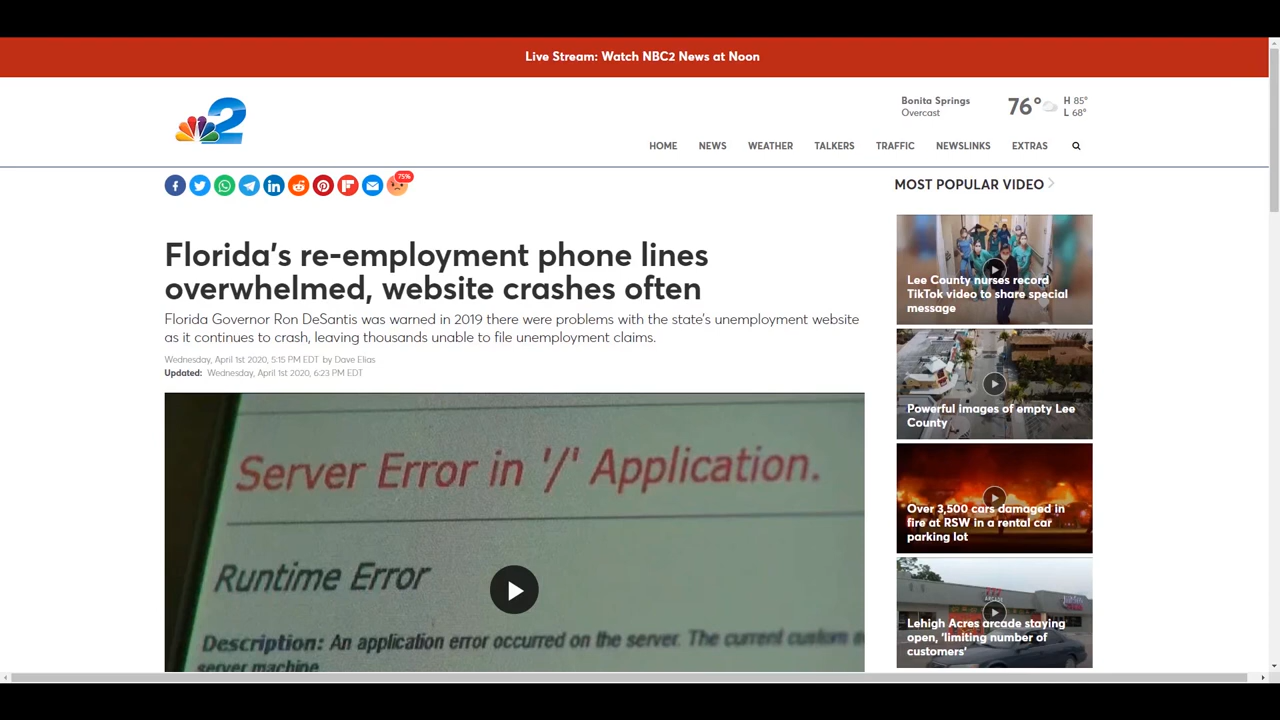 Live Stream: Watch NBC2 News at Noon
2
Bonita Springs
Overcast
76°
H 85°
L 68°
HOME
NEWS
WEATHER
TALKERS
TRAFFIC
NEWSLINKS
EXTRAS
75%
Florida's re-employment phone lines
overwhelmed, website crashes often
Florida Governor Ron DeSantis was warned in 2019 there were problems with the state's unemployment website
as it continues to crash, leaving thousands unable to file unemployment claims.
Wednesday, April 1st 2020, 5:15 PM EDT by Dave Elias
Updated: Wednesday, April 1st 2020, 6:23 PM EDT
Server Error in '/' Application.
Runtime Error
Description: An application error occurred on the server. The current custom e
server machine
MOST POPULAR VIDEO
Lee County nurses record
TikTok video to share special
message
Powerful images of empty Lee
County
Over 3,500 cars damaged in
fire at RSW in a rental car
parking lot
ARCADE
Lehigh Acres arcade staying
open, 'limiting number of
customers'